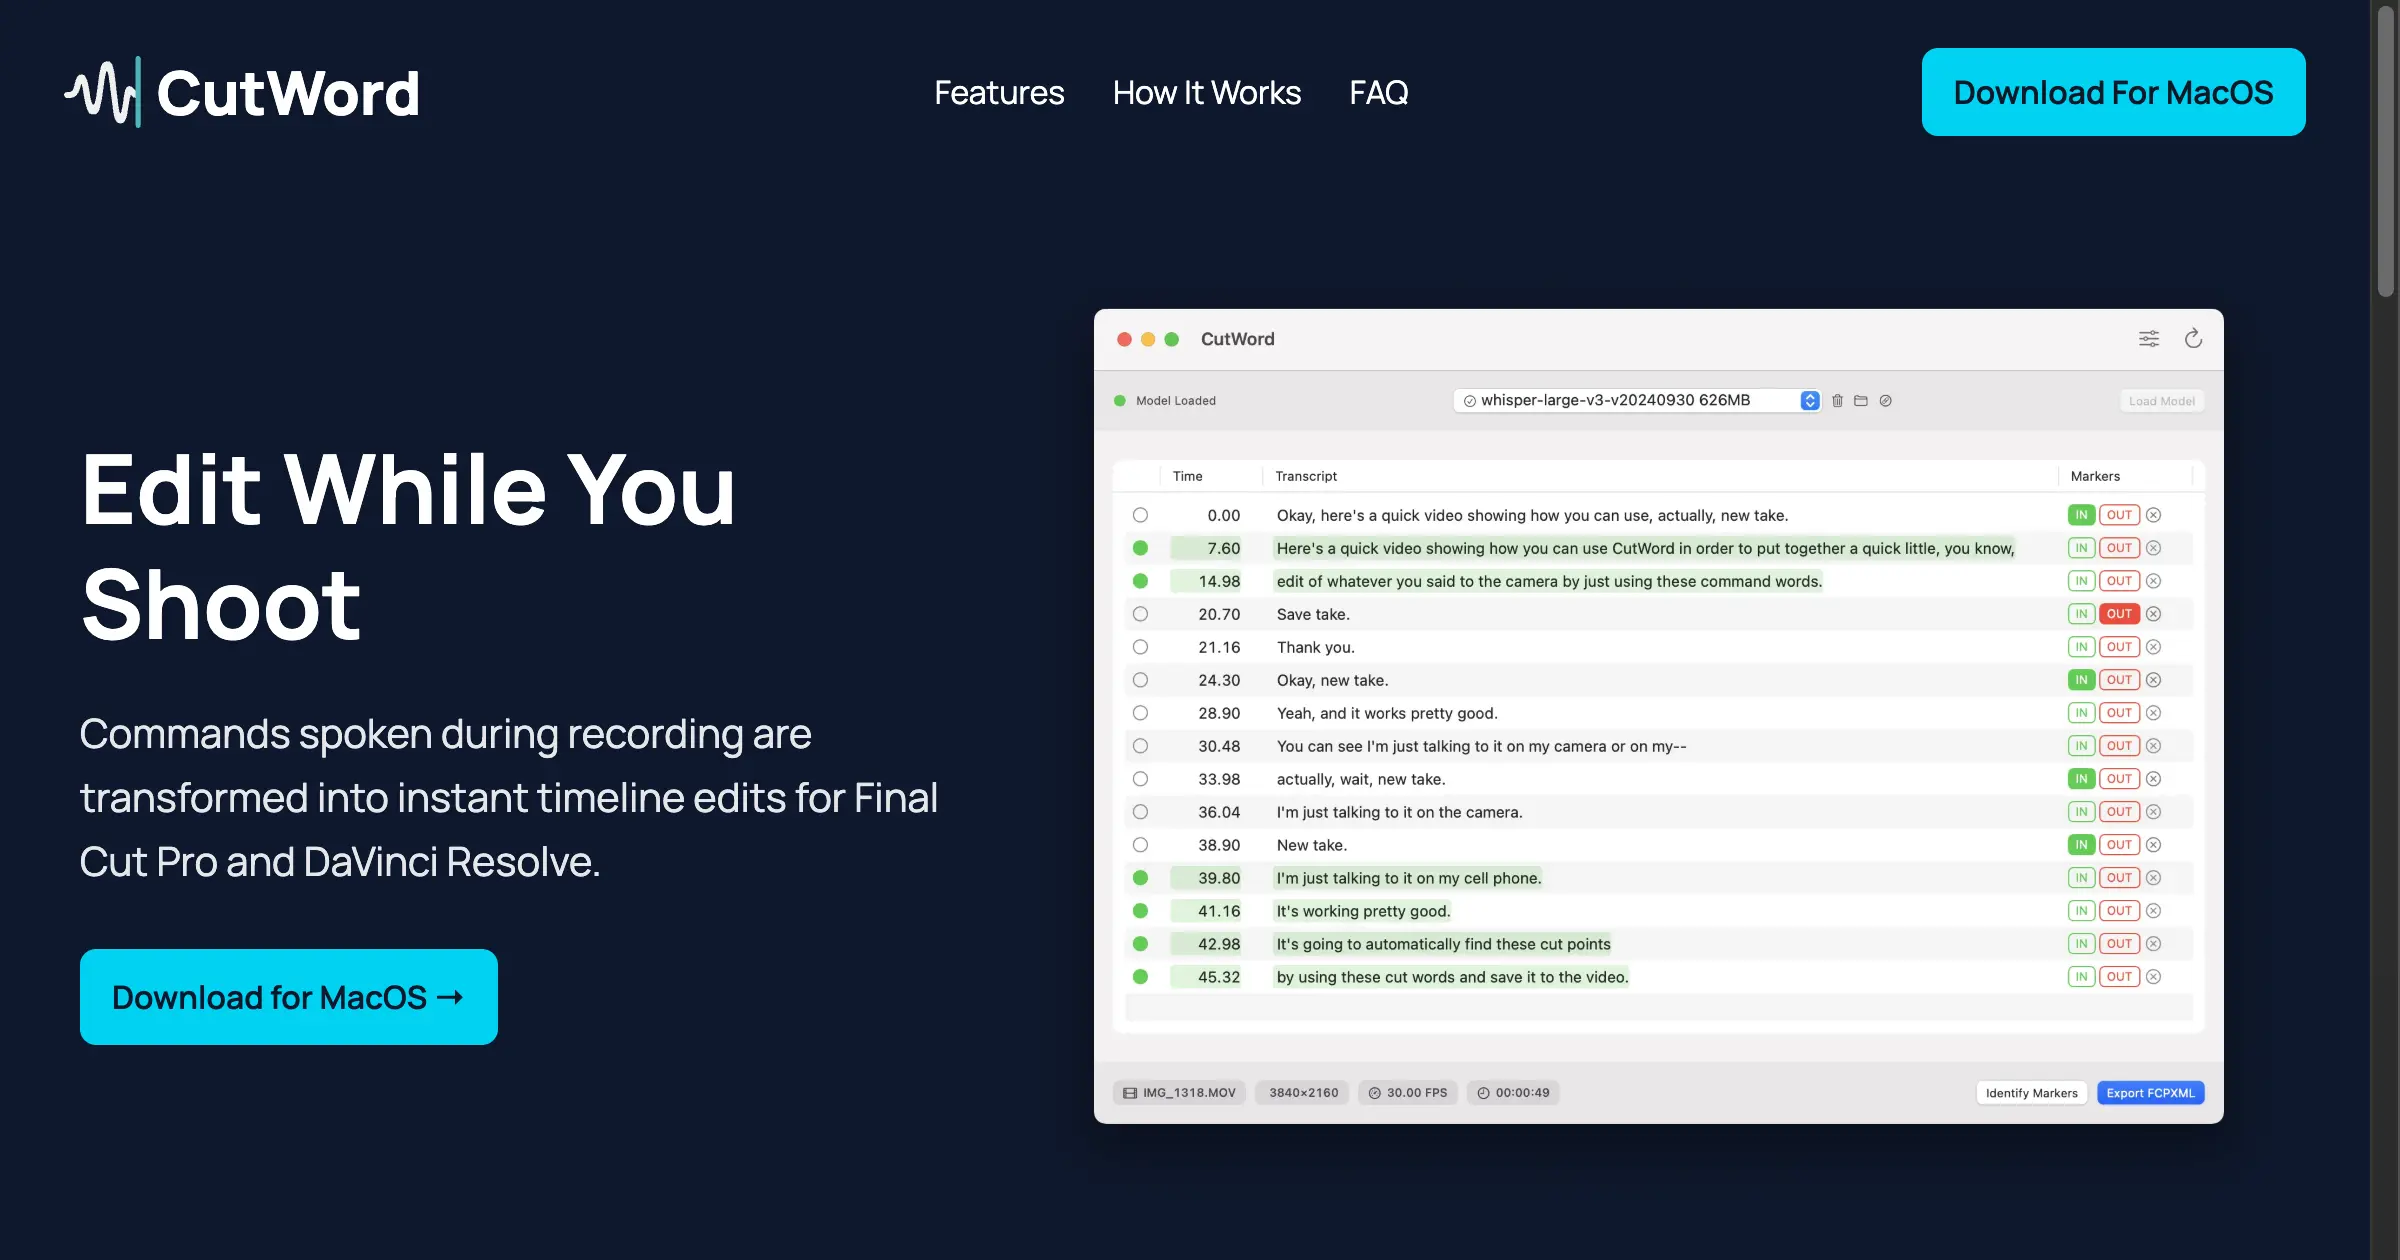 CutWord
Features How It Works FAQ
Download For MacOS
Edit While You
Shoot
Commands spoken during recording are
transformed into instant timeline edits for Final
Cut Pro and DaVinci Resolve.
Download for MacOS →
CutWord
Model Loaded whisper-large-v3-v20240930 626MB Load Model
Time Transcript Markers
0.00 Okay, here's a quick video showing how you can use, actually, new take. IN OUT
7.60 Here's a quick video showing how you can use CutWord in order to put together a quick little, you know, IN OUT
14.98 edit of whatever you said to the camera by just using these command words. IN OUT
20.70 Save take. IN OUT
21.16 Thank you. IN OUT
24.30 Okay, new take. IN OUT
28.90 Yeah, and it works pretty good. IN OUT
30.48 You can see I'm just talking to it on my camera or on my-- IN OUT
33.98 actually, wait, new take. IN OUT
36.04 I'm just talking to it on the camera. IN OUT
38.90 New take. IN OUT
39.80 I'm just talking to it on my cell phone. IN OUT
41.16 It's working pretty good. IN OUT
42.98 It's going to automatically find these cut points IN OUT
45.32 by using these cut words and save it to the video. IN OUT
IMG_1318.MOV 3840×2160 30.00 FPS 00:00:49 Identify Markers Export FCPXML